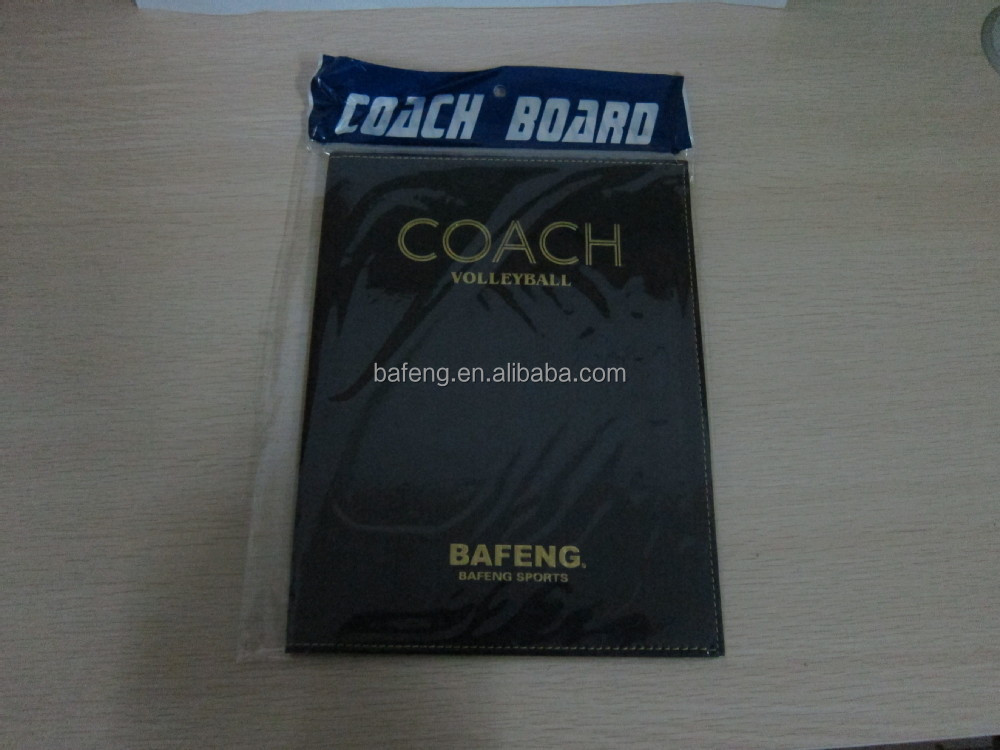 COACH BOARD
COACH
VOLLEYBALL
bafeng.en.alibaba.com
BAFENG
BAFENG SPORTS